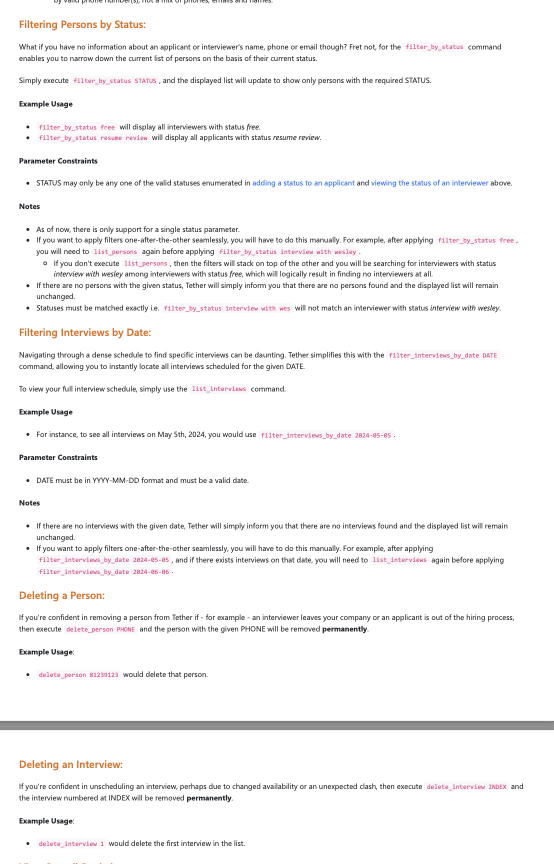 by valid phone number(s), not a mix of phones, emails and names.
Filtering Persons by Status:
What if you have no information about an applicant or interviewer's name, phone or email though? Fret not, for the filter_by_status command
enables you to narrow down the current list of persons on the basis of their current status.
Simply execute filter_by_status STATUS , and the displayed list will update to show only persons with the required STATUS.
Example Usage
• filter_by_status free will display all interviewers with status free.
• filter_by_status resume review will display all applicants with status resume review.
Parameter Constraints
• STATUS may only be any one of the valid statuses enumerated in adding a status to an applicant and viewing the status of an interviewer above.
Notes
• As of now, there is only support for a single status parameter.
• If you want to apply filters one-after-the-other seamlessly, you will have to do this manually. For example, after applying filter_by_status free ,
you will need to list_persons again before applying filter_by_status interview with wesley .
If you don't execute list_persons , then the filters will stack on top of the other and you will be searching for interviewers with status
interview with wesley among interviewers with status free, which will logically result in finding no interviewers at all.
• If there are no persons with the given status, Tether will simply inform you that there are no persons found and the displayed list will remain
unchanged.
• Statuses must be matched exactly i.e. filter_by_status interview with wes will not match an interviewer with status interview with wesley.
Filtering Interviews by Date:
Navigating through a dense schedule to find specific interviews can be daunting. Tether simplifies this with the filter_interviews_by_date DATE
command, allowing you to instantly locate all interviews scheduled for the given DATE.
To view your full interview schedule, simply use the list_interviews command.
Example Usage
• For instance, to see all interviews on May 5th, 2024, you would use filter_interviews_by_date 2024-05-05 .
Parameter Constraints
• DATE must be in YYYY-MM-DD format and must be a valid date.
Notes
• If there are no interviews with the given date, Tether will simply inform you that there are no interviews found and the displayed list will remain
unchanged.
• If you want to apply filters one-after-the-other seamlessly, you will have to do this manually. For example, after applying
filter_interviews_by_date 2024-05-05 , and if there exists interviews on that date, you will need to list_interviews again before applying
filter_interviews_by_date 2024-06-06 .
Deleting a Person:
If you're confident in removing a person from Tether if - for example - an interviewer leaves your company or an applicant is out of the hiring process,
then execute delete_person PHONE and the person with the given PHONE will be removed permanently.
Example Usage:
• delete_person 81239123 would delete that person.
Deleting an Interview:
If you're confident in unscheduling an interview, perhaps due to changed availability or an unexpected clash, then execute delete_interview INDEX and
the interview numbered at INDEX will be removed permanently.
Example Usage:
• delete_interview 1 would delete the first interview in the list.